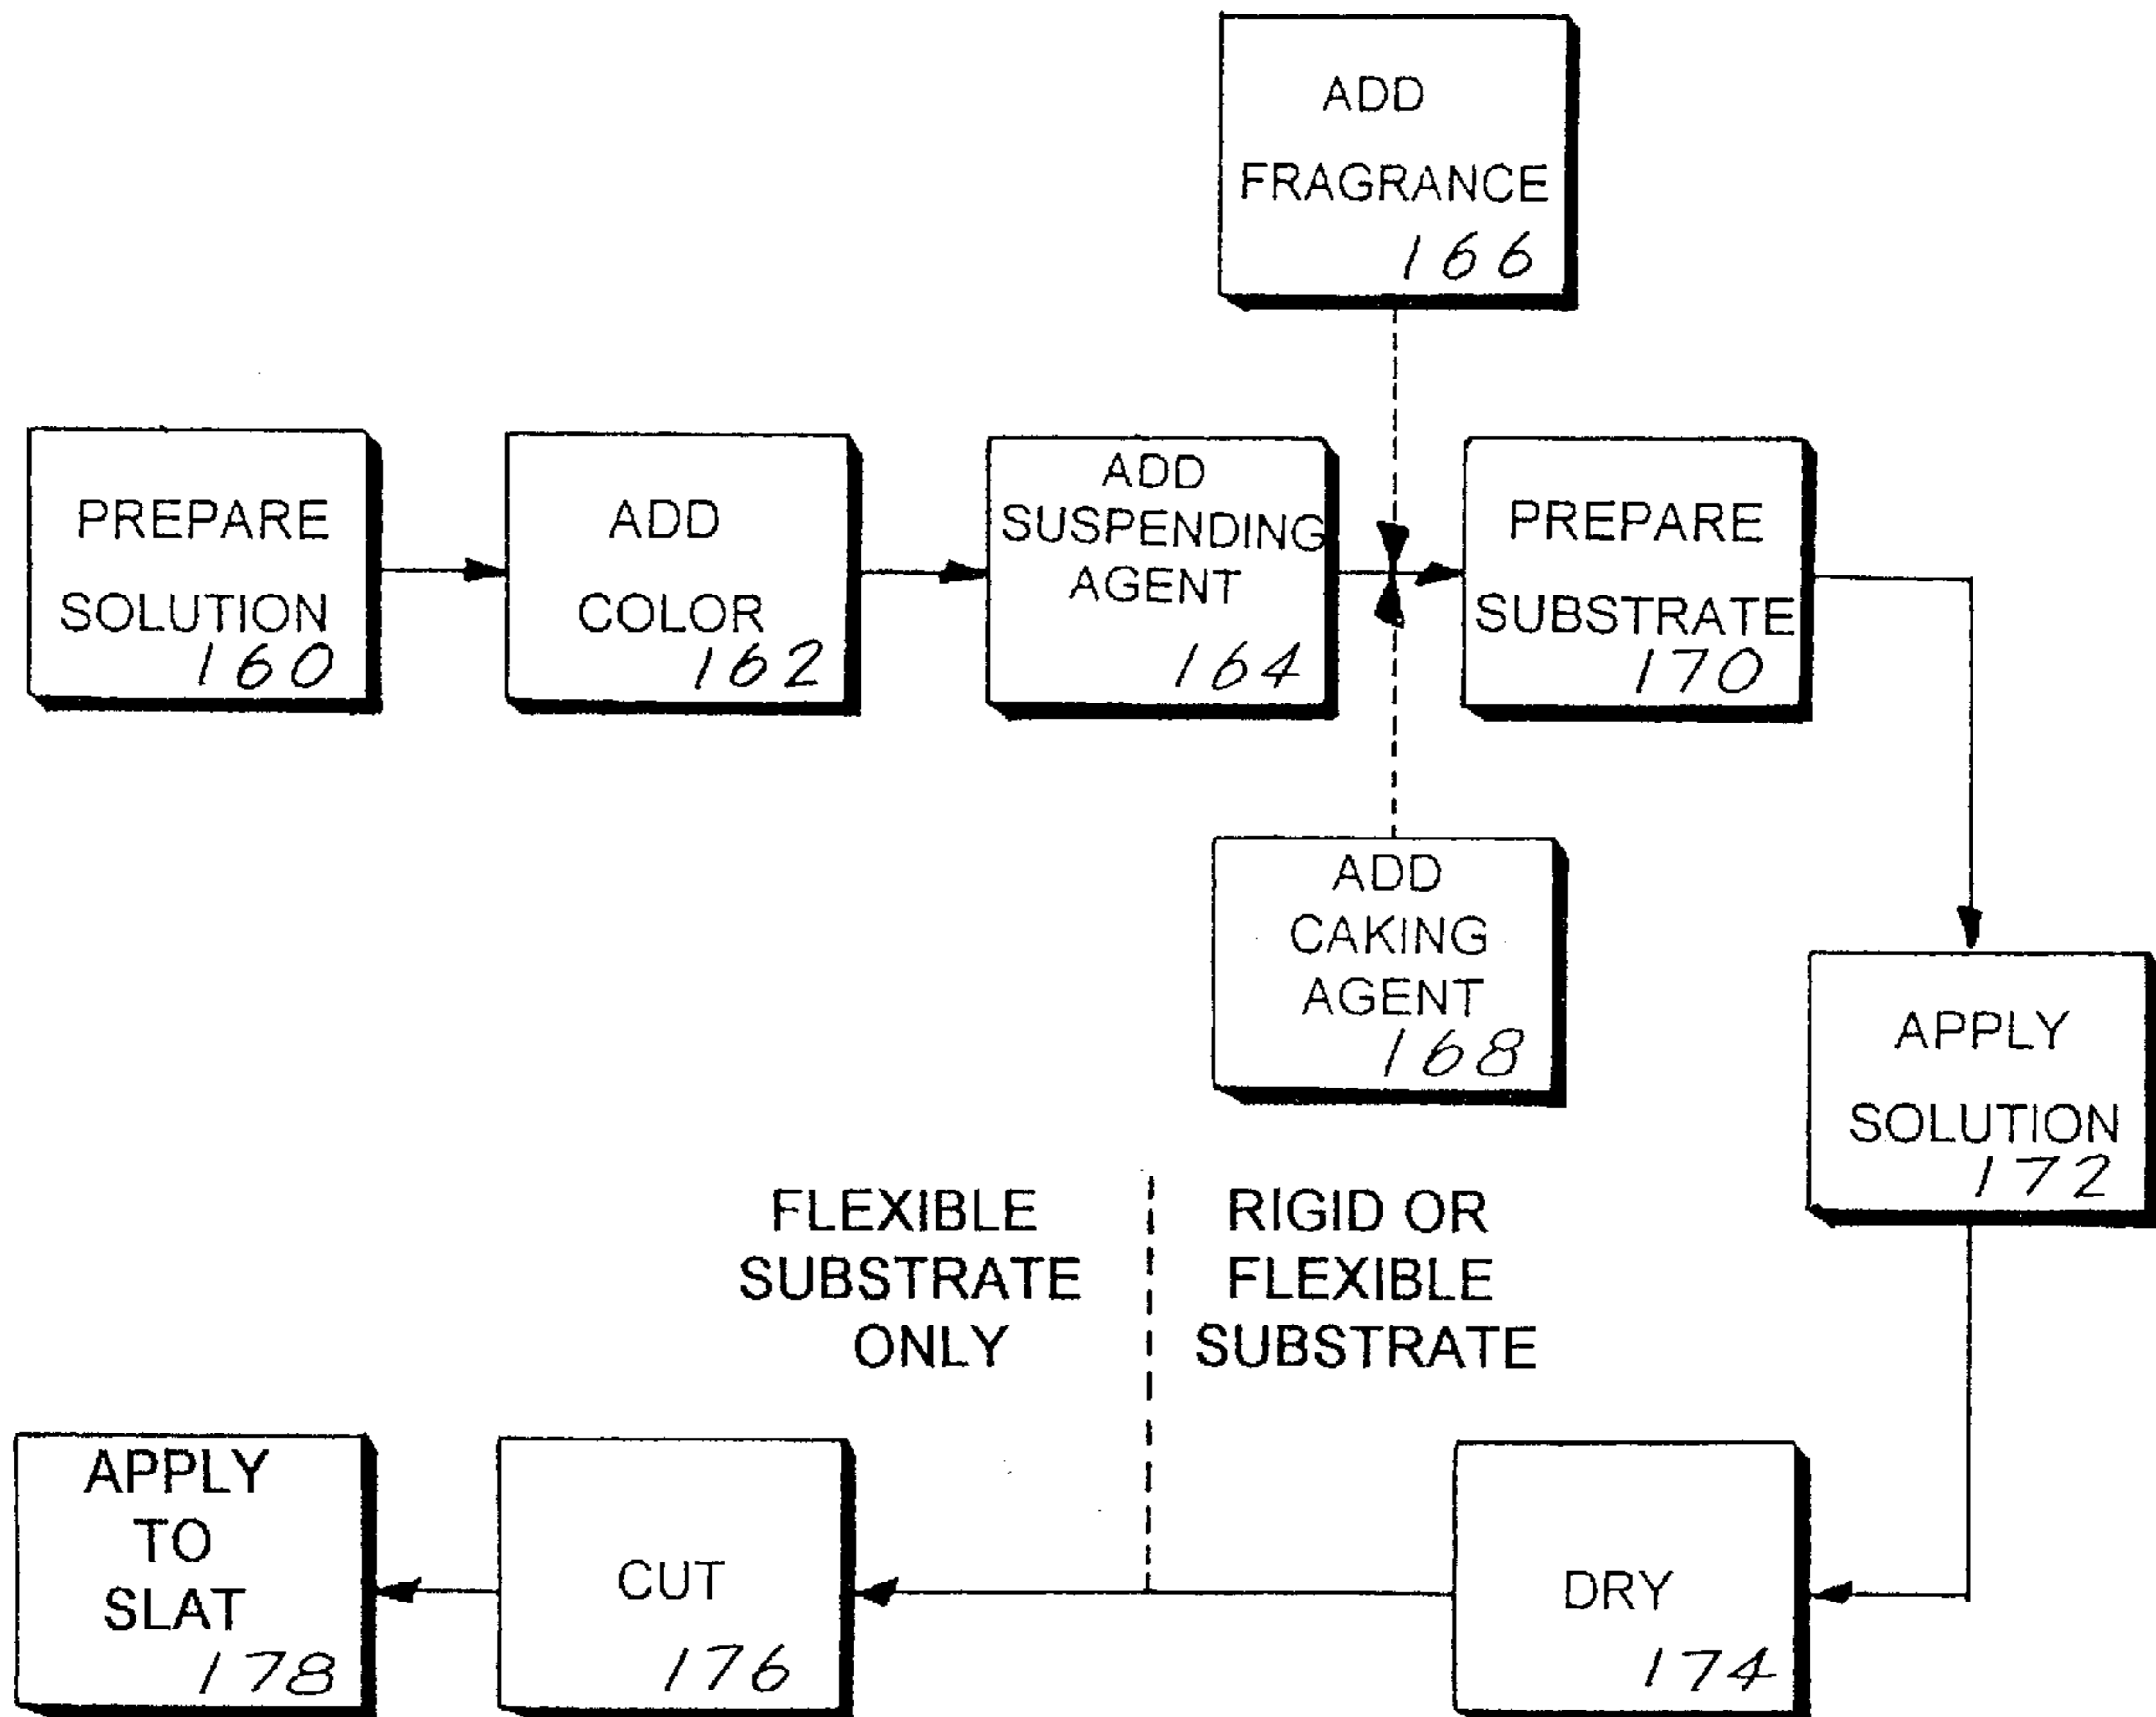 ADD
FRAGRANCE
166
PREPARE
SOLUTION
160
ADD
COLOR
162
ADD
SUSPENDING
AGENT
164
PREPARE
SUBSTRATE
170
ADD
CAKING
AGENT
168
APPLY
SOLUTION
172
FLEXIBLE
SUBSTRATE
ONLY
RIGID OR
FLEXIBLE
SUBSTRATE
APPLY
TO
SLAT
178
CUT
176
DRY
174